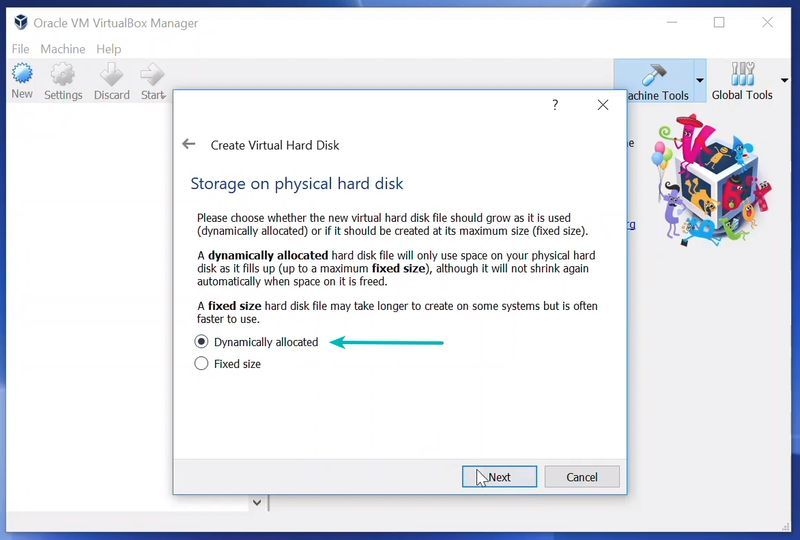 Oracle VM VirtualBox Manager
File Machine Help
New Settings Discard Start
achine Tools Global Tools
?
Create Virtual Hard Disk
Storage on physical hard disk
Please choose whether the new virtual hard disk file should grow as it is used
(dynamically allocated) or if it should be created at its maximum size (fixed size).
A dynamically allocated hard disk file will only use space on your physical hard
disk as it fills up (up to a maximum fixed size), although it will not shrink again
automatically when space on it is freed.
A fixed size hard disk file may take longer to create on some systems but is often
faster to use.
Dynamically allocated
Fixed size
Next Cancel